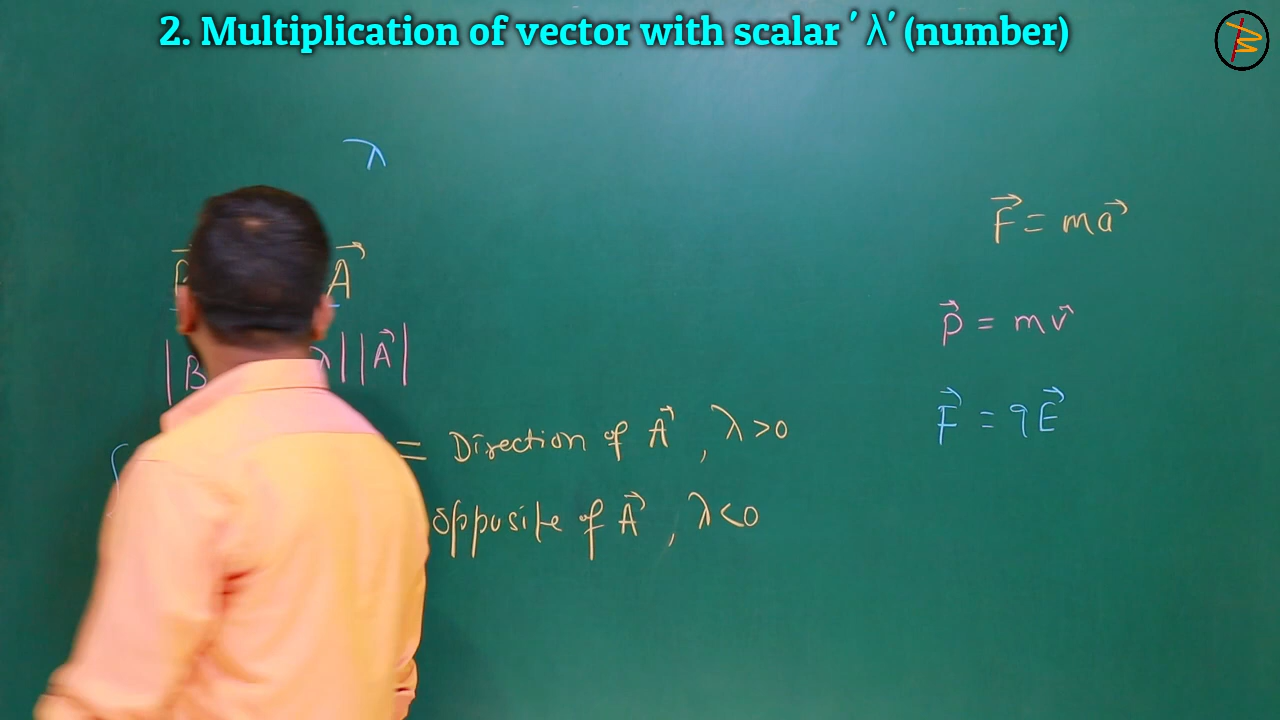 2. Multiplication of vector with scalar 'λ' (number)
λ
A⃗
|B λ||A⃗|
= Direction of A⃗, λ>0
opposite of A⃗, λ<0
F⃗ = ma⃗
p⃗ = mv⃗
F⃗ = qE⃗